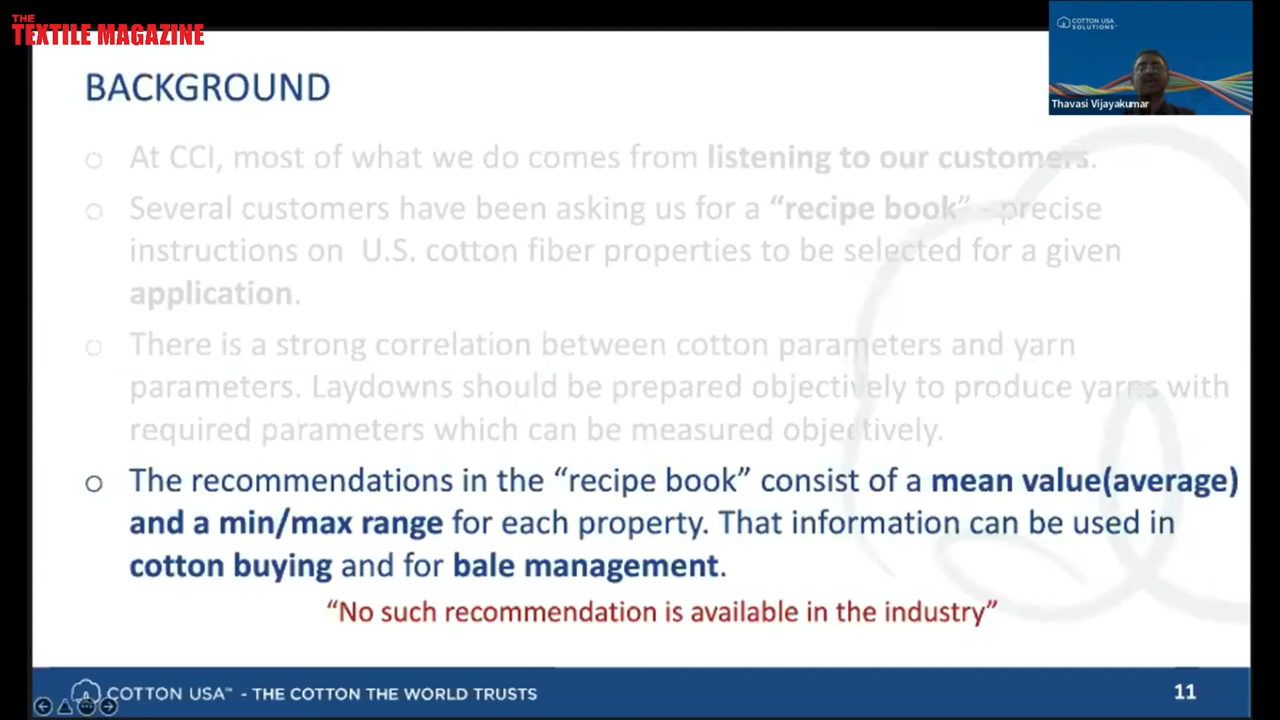 THE
TEXTILE MAGAZINE
COTTON USA
SOLUTIONS™
Thavasi Vijayakumar
BACKGROUND
At CCI, most of what we do comes from listening to our customers.
Several customers have been asking us for a “recipe book” - precise
instructions on U.S. cotton fiber properties to be selected for a given
application.
There is a strong correlation between cotton parameters and yarn
parameters. Laydowns should be prepared objectively to produce yarns with
required parameters which can be measured objectively.
The recommendations in the “recipe book” consist of a mean value(average)
and a min/max range for each property. That information can be used in
cotton buying and for bale management.
“No such recommendation is available in the industry”
COTTON USA™ - THE COTTON THE WORLD TRUSTS
11